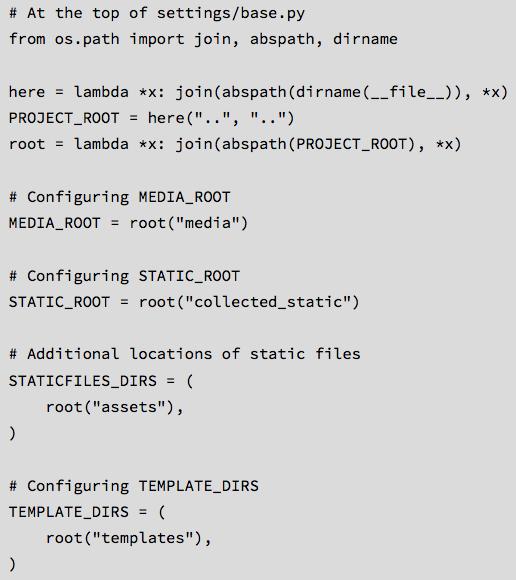 # At the top of settings/base.py
from os.path import join, abspath, dirname

here = lambda *x: join(abspath(dirname(__file__)), *x)
PROJECT_ROOT = here("..", "..")
root = lambda *x: join(abspath(PROJECT_ROOT), *x)

# Configuring MEDIA_ROOT
MEDIA_ROOT = root("media")

# Configuring STATIC_ROOT
STATIC_ROOT = root("collected_static")

# Additional locations of static files
STATICFILES_DIRS = (
    root("assets"),
)

# Configuring TEMPLATE_DIRS
TEMPLATE_DIRS = (
    root("templates"),
)